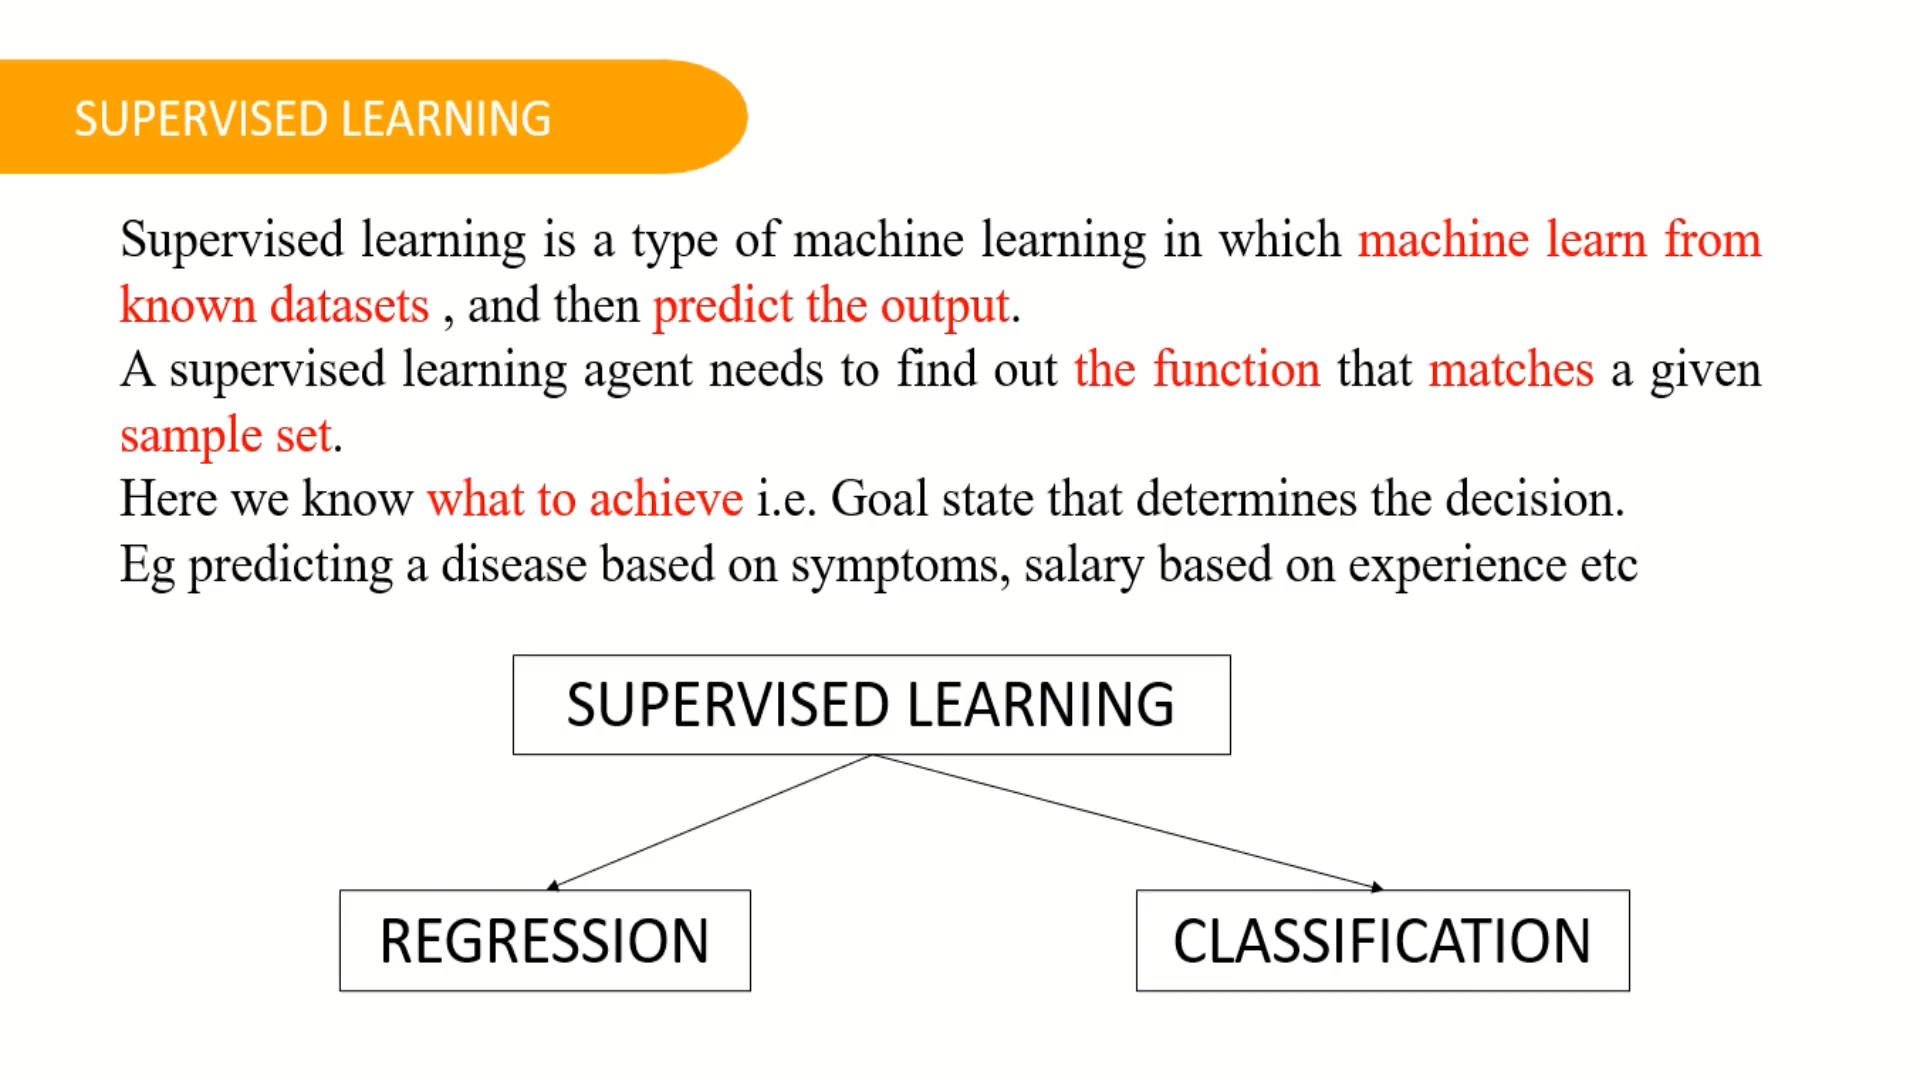 SUPERVISED LEARNING
Supervised learning is a type of machine learning in which machine learn from
known datasets , and then predict the output.
A supervised learning agent needs to find out the function that matches a given
sample set.
Here we know what to achieve i.e. Goal state that determines the decision.
Eg predicting a disease based on symptoms, salary based on experience etc
SUPERVISED LEARNING
REGRESSION
CLASSIFICATION